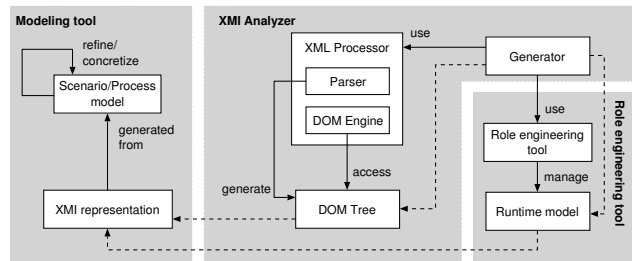 Modeling tool
refine/
concretize
Scenario/Process
model
generated
from
XMI representation
XMI Analyzer
XML Processor
Parser
DOM Engine
generate
access
DOM Tree
use
Generator
use
Role engineering
tool
manage
Runtime model
Role engineering tool